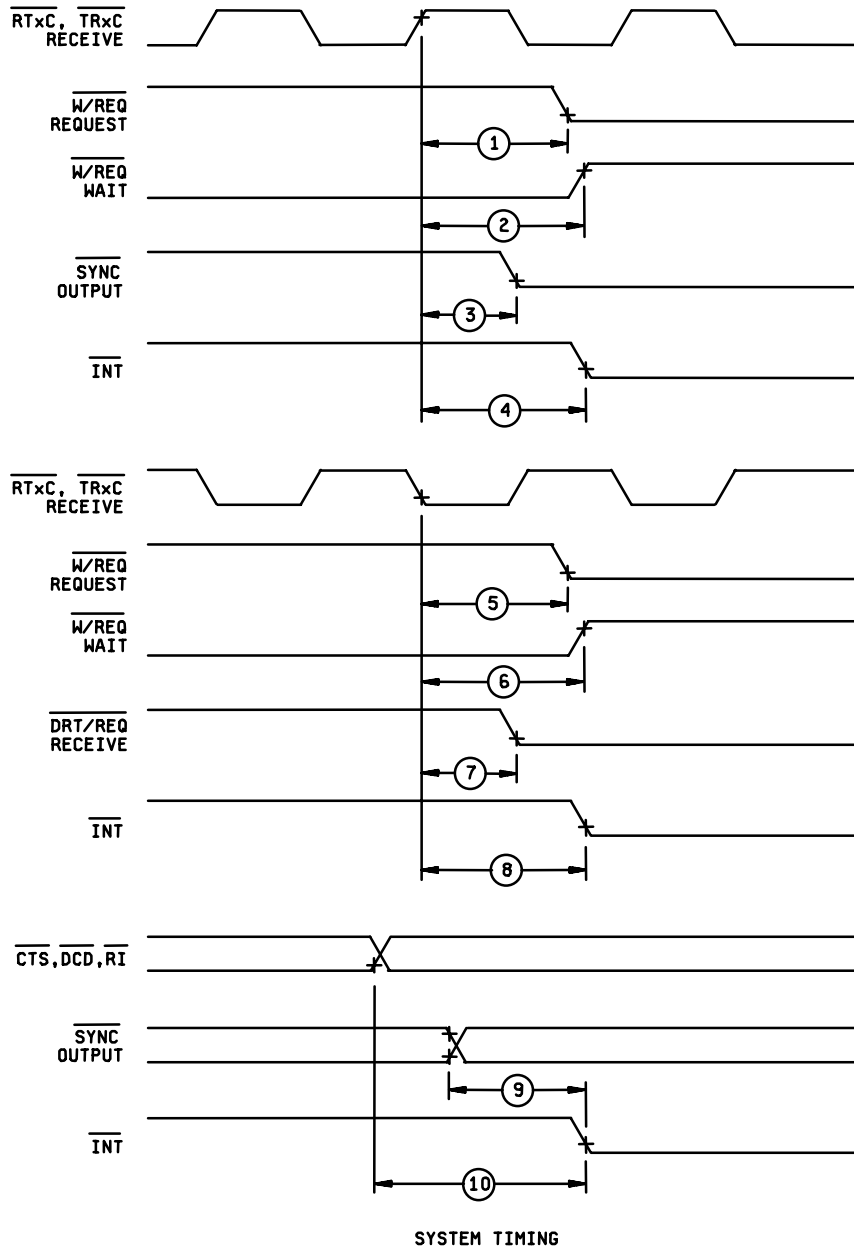 RTxC, TRxC
RECEIVE
W/REQ
REQUEST
1
W/REQ
WAIT
2
SYNC
OUTPUT
3
INT
4
RTxC, TRxC
RECEIVE
W/REQ
REQUEST
5
W/REQ
WAIT
6
DRT/REQ
RECEIVE
7
INT
8
CTS,DCD,RI
SYNC
OUTPUT
9
INT
10
SYSTEM TIMING